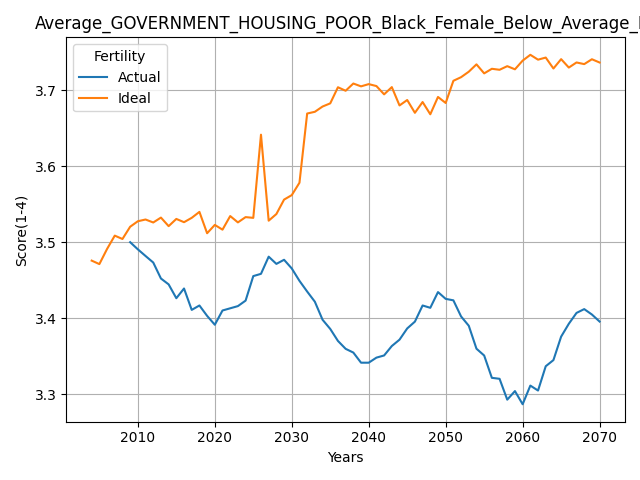 Average_GOVERNMENT_HOUSING_POOR_Black_Female_Below_Average_
Fertility
Actual
Ideal
3.7
3.6
3.5
3.4
3.3
Score(1-4)
2010 2020 2030 2040 2050 2060 2070
Years